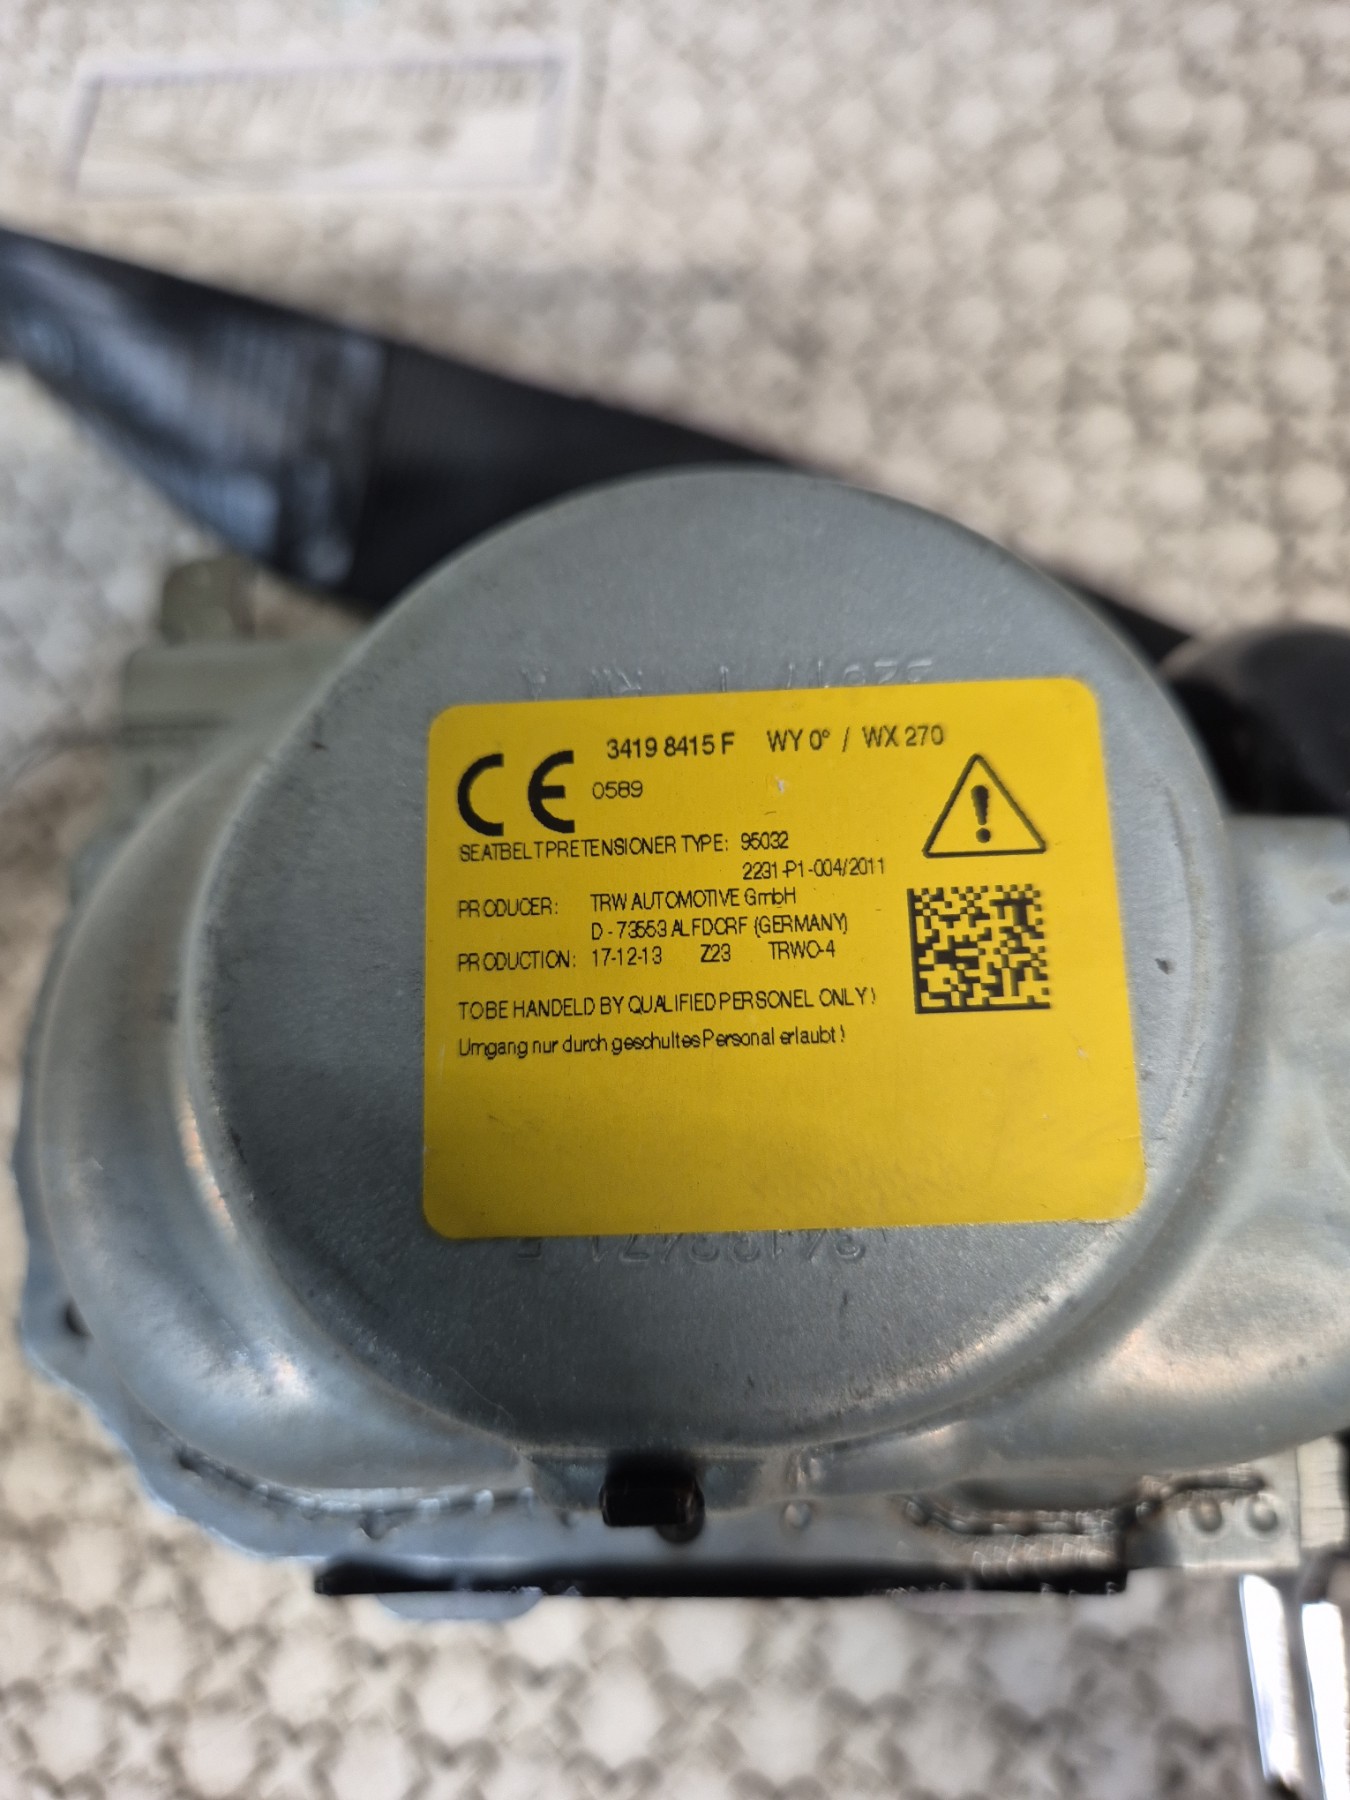 3419 8415 F WY 0° / WX 270
CE 0589
SEATBELT PRETENSIONER TYPE: 95032
2231-P1-004/2011
PRODUCER: TRW AUTOMOTIVE GmbH
D - 73553 ALFDORF (GERMANY)
PRODUCTION: 17-12-13 Z23 TRWO-4
TO BE HANDELD BY QUALIFIED PERSONEL ONLY !
Umgang nur durch geschultes Personal erlaubt !